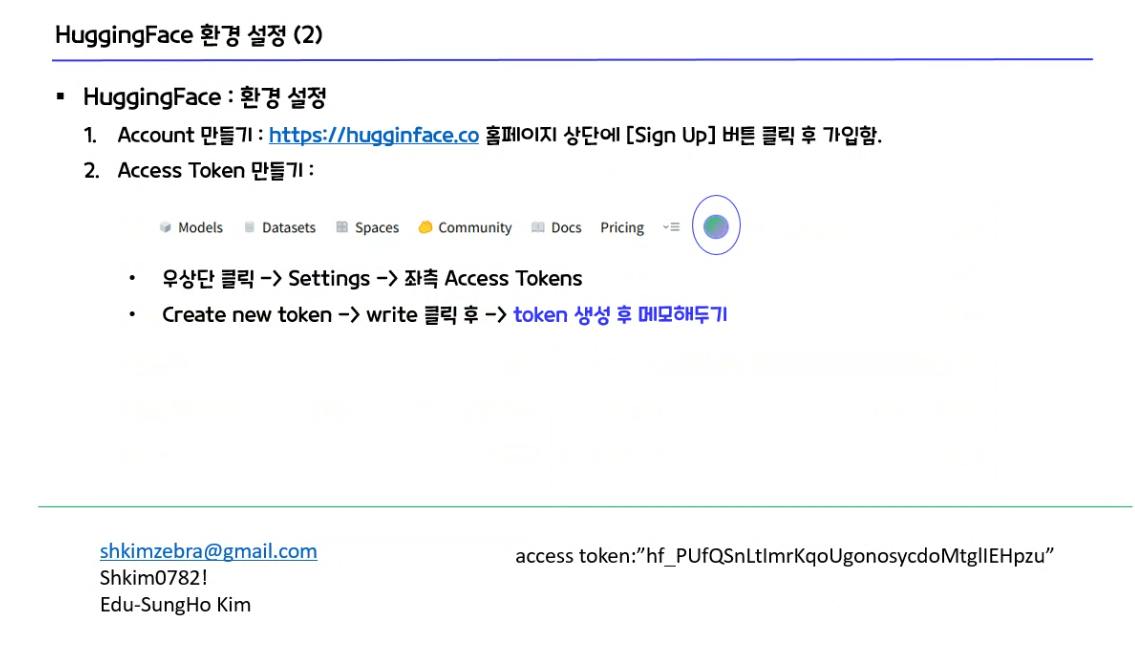 HuggingFace 환경 설정 (2)
▪ HuggingFace : 환경 설정
1. Account 만들기 : https://hugginface.co 홈페이지 상단에 [Sign Up] 버튼 클릭 후 가입함.
2. Access Token 만들기 :
Models Datasets Spaces Community Docs Pricing
• 우상단 클릭 -> Settings -> 좌측 Access Tokens
• Create new token -> write 클릭 후 -> token 생성 후 메모해두기
shkimzebra@gmail.com
Shkim0782!
Edu-SungHo Kim
access token: